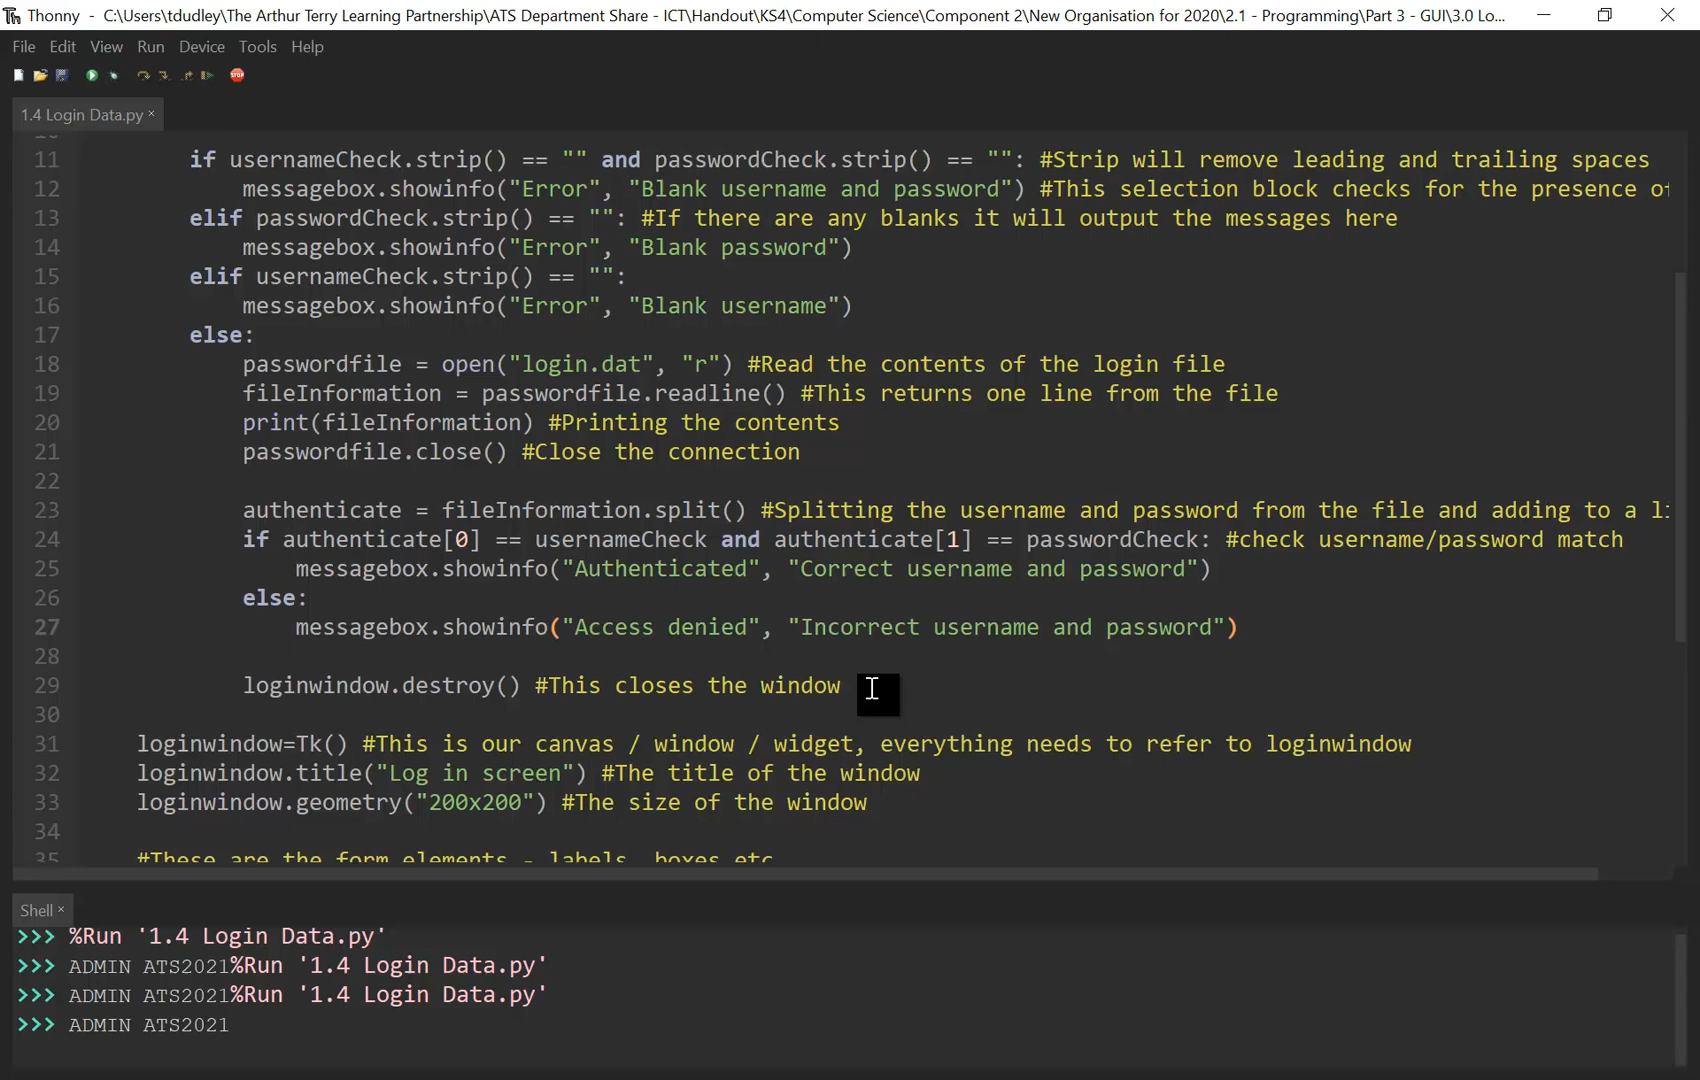 Thonny - C:\Users\tdudley\The Arthur Terry Learning Partnership\ATS Department Share - ICT\Handout\KS4\Computer Science\Component 2\New Organisation for 2020\2.1 - Programming\Part 3 - GUI\3.0 Lo...
File Edit View Run Device Tools Help
1.4 Login Data.py ×
11 if usernameCheck.strip() == "" and passwordCheck.strip() == "": #Strip will remove leading and trailing spaces
12 messagebox.showinfo("Error", "Blank username and password") #This selection block checks for the presence of
13 elif passwordCheck.strip() == "": #If there are any blanks it will output the messages here
14 messagebox.showinfo("Error", "Blank password")
15 elif usernameCheck.strip() == "":
16 messagebox.showinfo("Error", "Blank username")
17 else:
18 passwordfile = open("login.dat", "r") #Read the contents of the login file
19 fileInformation = passwordfile.readline() #This returns one line from the file
20 print(fileInformation) #Printing the contents
21 passwordfile.close() #Close the connection
22
23 authenticate = fileInformation.split() #Splitting the username and password from the file and adding to a
24 if authenticate[0] == usernameCheck and authenticate[1] == passwordCheck: #check username/password match
25 messagebox.showinfo("Authenticated", "Correct username and password")
26 else:
27 messagebox.showinfo("Access denied", "Incorrect username and password")
28
29 loginwindow.destroy() #This closes the window
30
31 loginwindow=Tk() #This is our canvas / window / widget, everything needs to refer to loginwindow
32 loginwindow.title("Log in screen") #The title of the window
33 loginwindow.geometry("200x200") #The size of the window
34
35 #These are the form elements - labels, boxes etc
Shell ×
>>> %Run '1.4 Login Data.py'
>>> ADMIN ATS2021%Run '1.4 Login Data.py'
>>> ADMIN ATS2021%Run '1.4 Login Data.py'
>>> ADMIN ATS2021